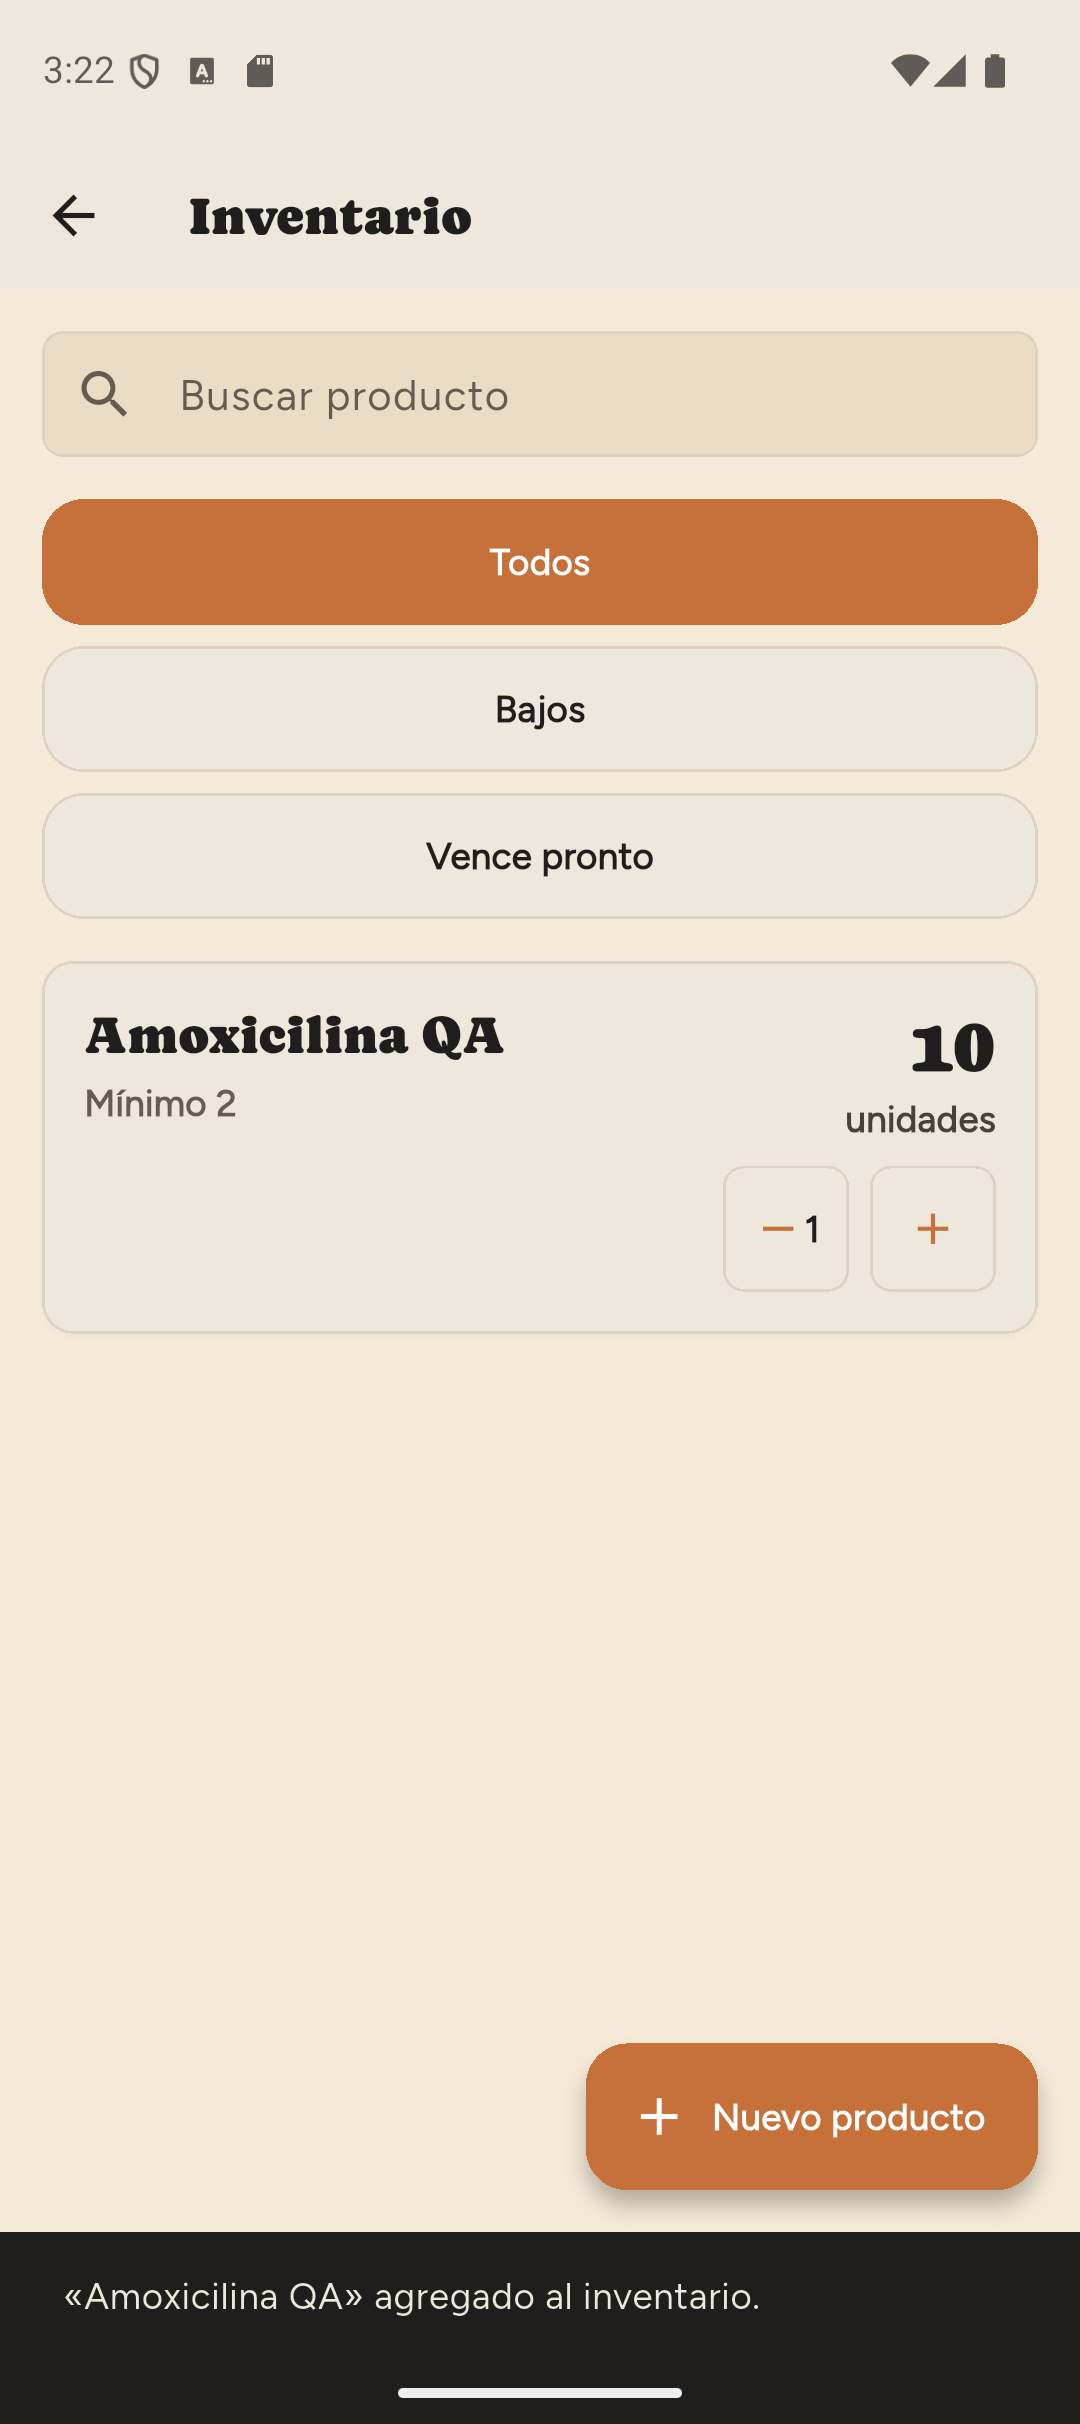 3:22
Inventario
Buscar producto
Todos
Bajos
Vence pronto
Amoxicilina QA
10
Mínimo 2
unidades
— 1 +
+ Nuevo producto
«Amoxicilina QA» agregado al inventario.